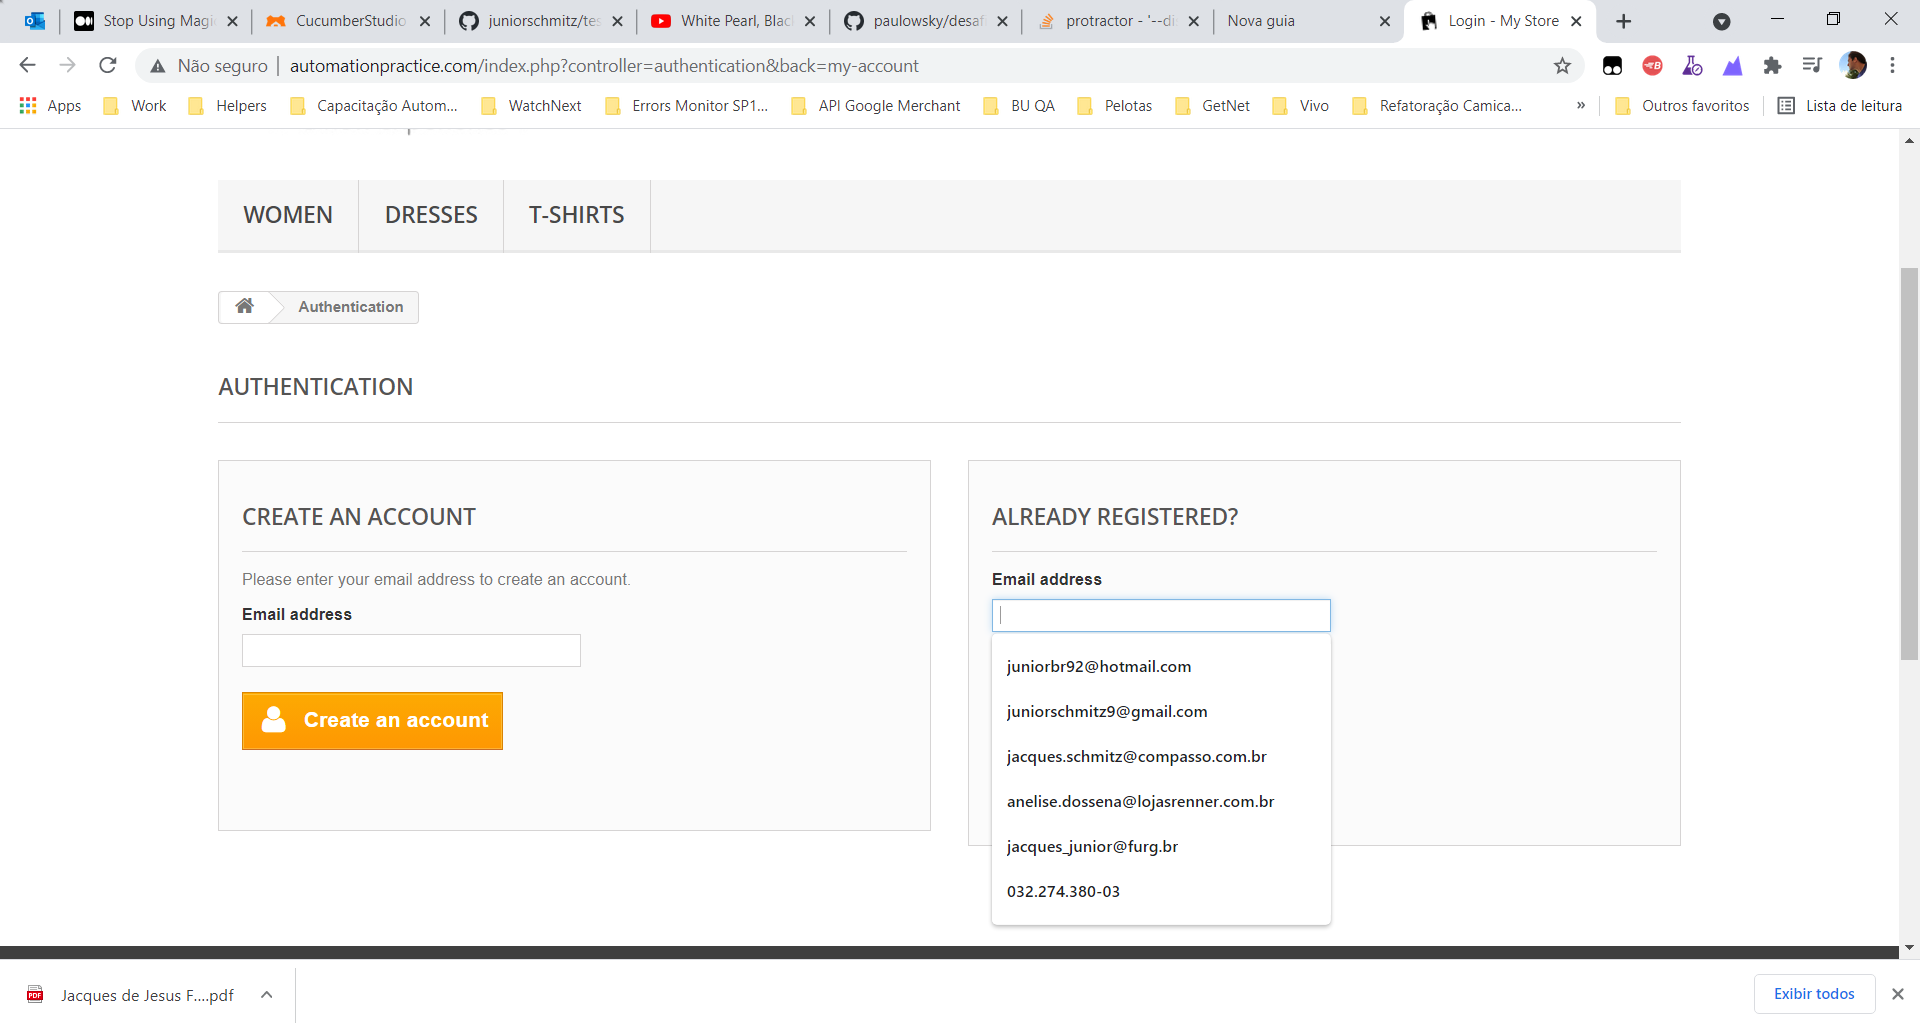 Stop Using Magi
CucumberStudio
juniorschmitz/tes
White Pearl, Blac
paulowsky/desaf
protractor - '--di
Nova guia
Login - My Store
Não seguro
automationpractice.com/index.php?controller=authentication&back=my-account
Apps
Work
Helpers
Capacitação Autom...
WatchNext
Errors Monitor SP1...
API Google Merchant
BU QA
Pelotas
GetNet
Vivo
Refatoração Camica...
»
Outros favoritos
Lista de leitura
WOMEN
DRESSES
T-SHIRTS
Authentication
AUTHENTICATION
CREATE AN ACCOUNT
Please enter your email address to create an account.
Email address
Create an account
ALREADY REGISTERED?
Email address
juniorbr92@hotmail.com
juniorschmitz9@gmail.com
jacques.schmitz@compasso.com.br
anelise.dossena@lojasrenner.com.br
jacques_junior@furg.br
032.274.380-03
PDF
Jacques de Jesus F....pdf
Exibir todos